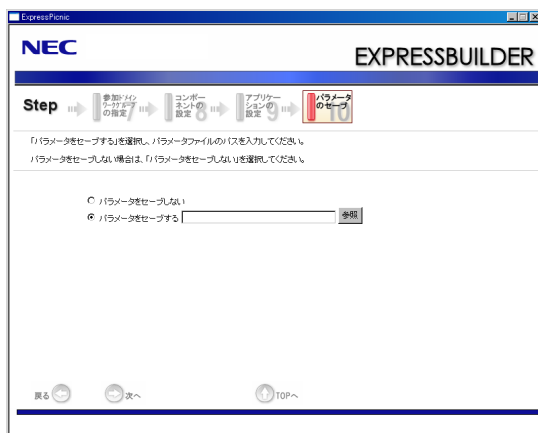 ExpressPicnic
NEC
EXPRESSBUILDER
Step
参加ドメイン
ワークグループ
の指定 7
コンポー
ネントの
設定 8
アプリケー
ションの
設定 9
パラメータ
のセーブ
10
「パラメータをセーブする」を選択し、パラメータファイルのパスを入力してください。
パラメータをセーブしない場合は、「パラメータをセーブしない」を選択してください。
パラメータをセーブしない
パラメータをセーブする 参照
戻る 次へ TOPへ